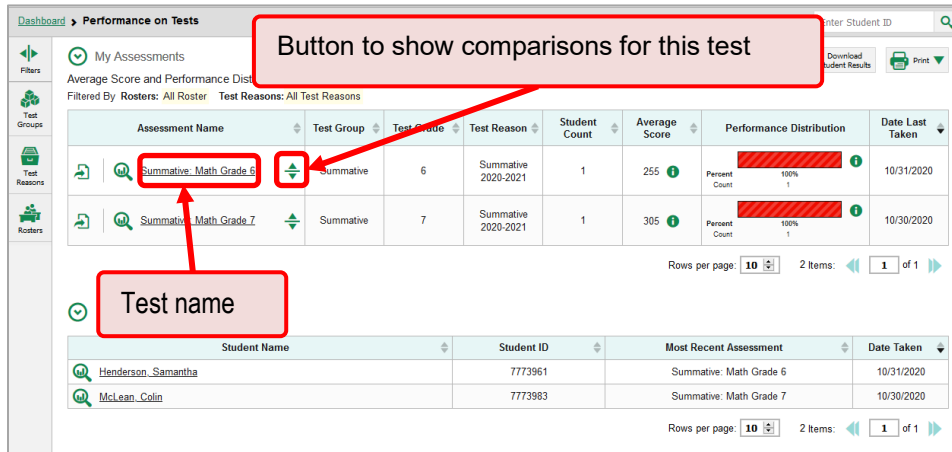 Dashboard > Performance on Tests
Enter Student ID
Button to show comparisons for this test
Filters
My Assessments
Download
Student Results
Print
Average Score and Performance Dist
Filtered By Rosters: All Roster Test Reasons: All Test Reasons
Test Groups
Test Reasons
Rosters
Assessment Name Test Group Test Grade Test Reason Student Count Average Score Performance Distribution Date Last Taken
Summative: Math Grade 6 Summative 6 Summative 2020-2021 1 255 Percent 100% Count 1 10/31/2020
Summative: Math Grade 7 Summative 7 Summative 2020-2021 1 305 Percent 100% Count 1 10/30/2020
Rows per page: 10 2 Items: 1 of 1
Test name
Student Name Student ID Most Recent Assessment Date Taken
Henderson, Samantha 7773961 Summative: Math Grade 6 10/31/2020
McLean, Colin 7773983 Summative: Math Grade 7 10/30/2020
Rows per page: 10 2 Items: 1 of 1